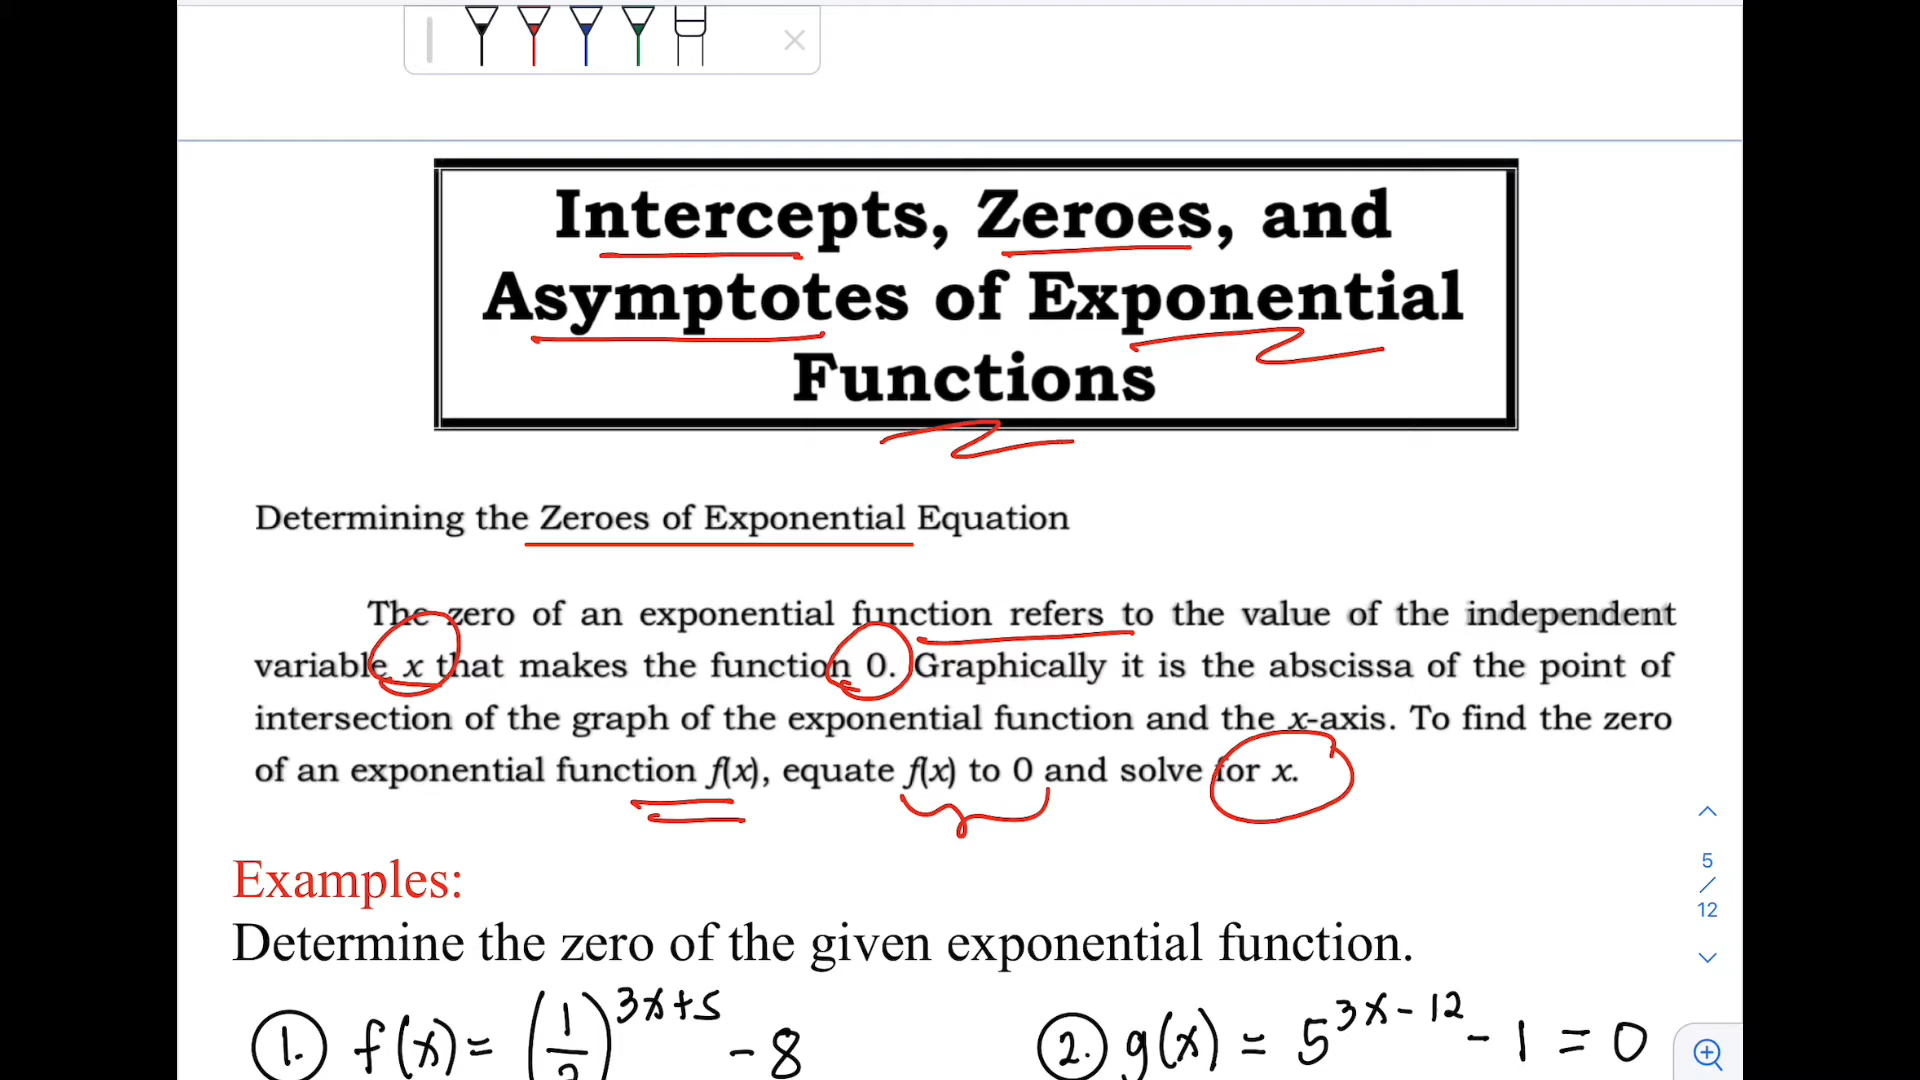 Intercepts, Zeroes, and
Asymptotes of Exponential
Functions
Determining the Zeroes of Exponential Equation
The zero of an exponential function refers to the value of the independent
variable x that makes the function 0. Graphically it is the abscissa of the point of
intersection of the graph of the exponential function and the x-axis. To find the zero
of an exponential function f(x), equate f(x) to 0 and solve for x.
5
/
12
Examples:
Determine the zero of the given exponential function.
1. f(x) = (1/2)^{3x+5} - 8
2. g(x) = 5^{3x-12} - 1 = 0